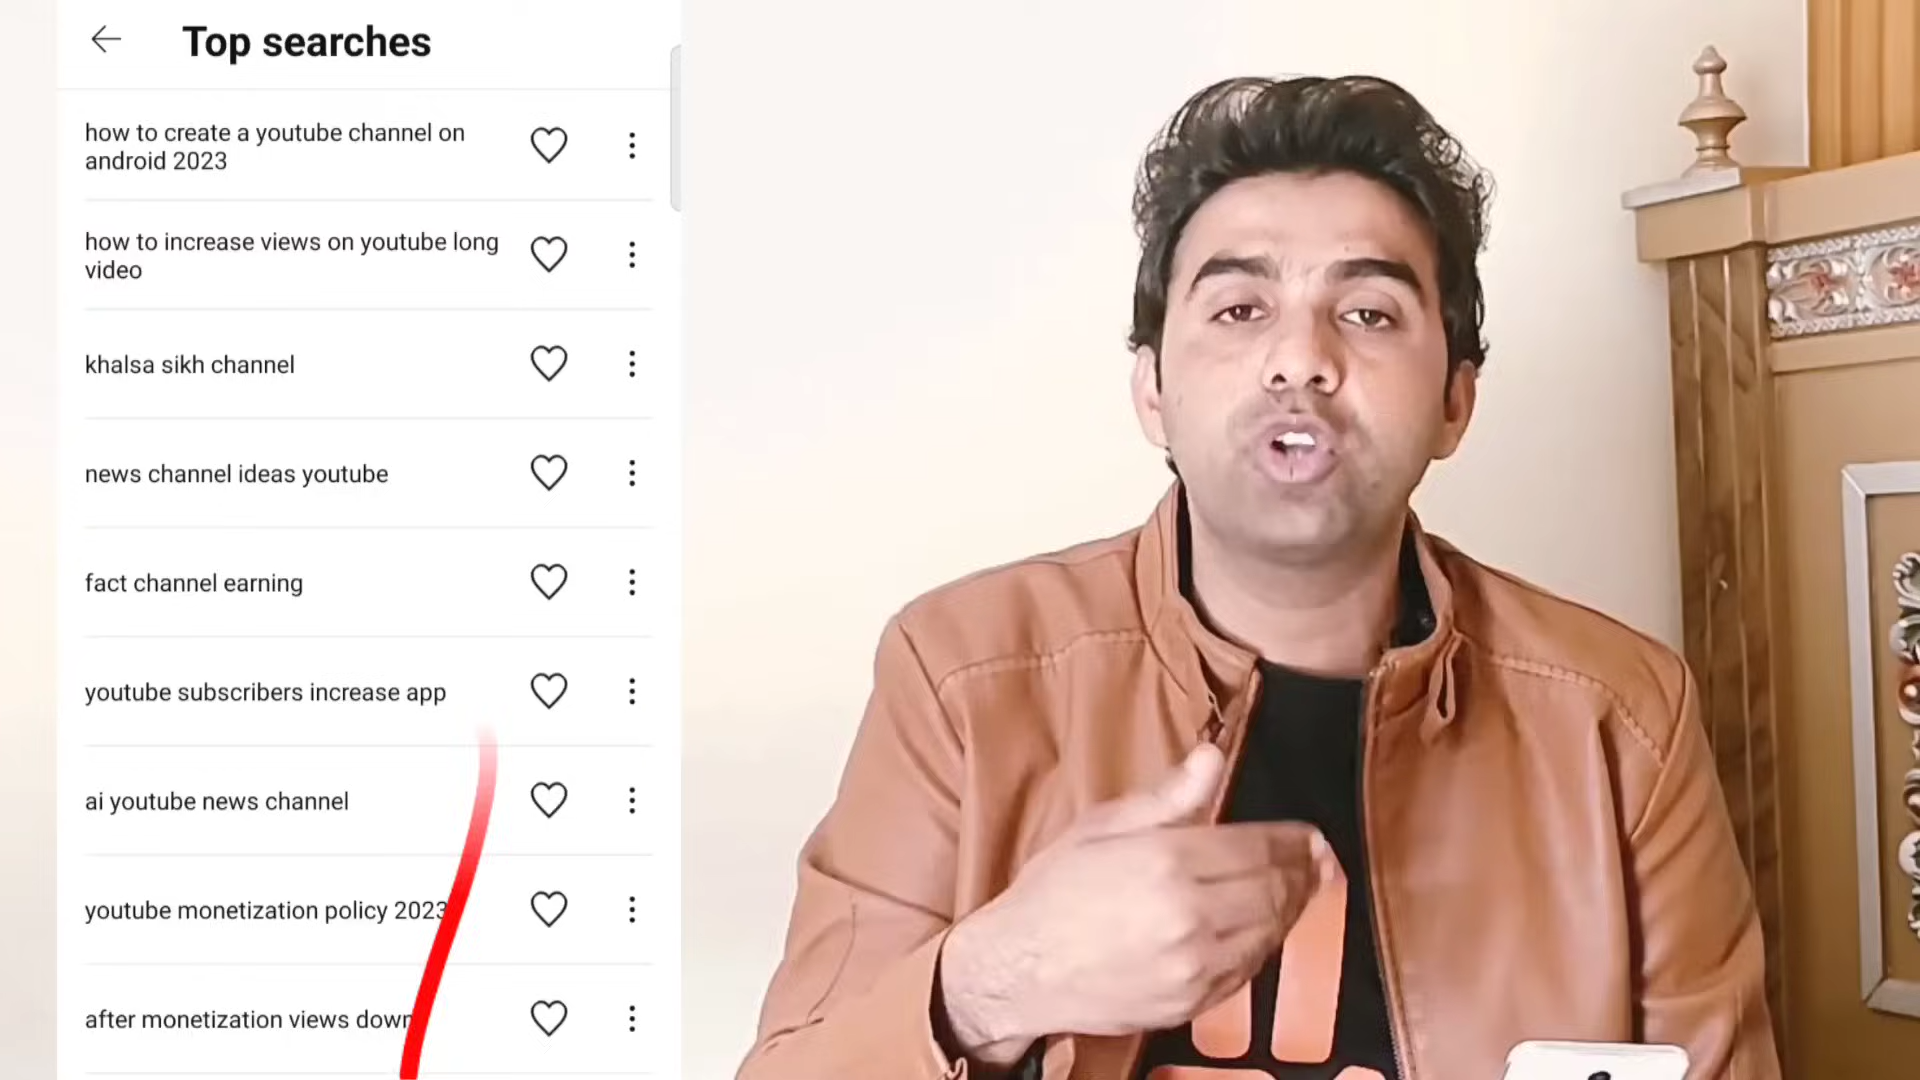 Top searches
how to create a youtube channel on
android 2023
how to increase views on youtube long
video
khalsa sikh channel
news channel ideas youtube
fact channel earning
youtube subscribers increase app
ai youtube news channel
youtube monetization policy 2023
after monetization views down